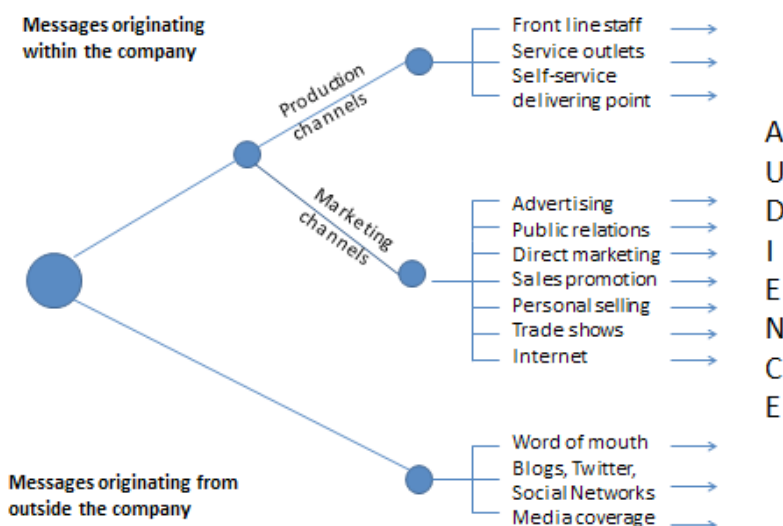 Messages originating
within the company
Production
channels
Front line staff
Service outlets
Self-service
delivering point
Marketing
channels
Advertising
Public relations
Direct marketing
Sales promotion
Personal selling
Trade shows
Internet
Messages originating from
outside the company
Word of mouth
Blogs, Twitter,
Social Networks
Media coverage
A
U
D
I
E
N
C
E